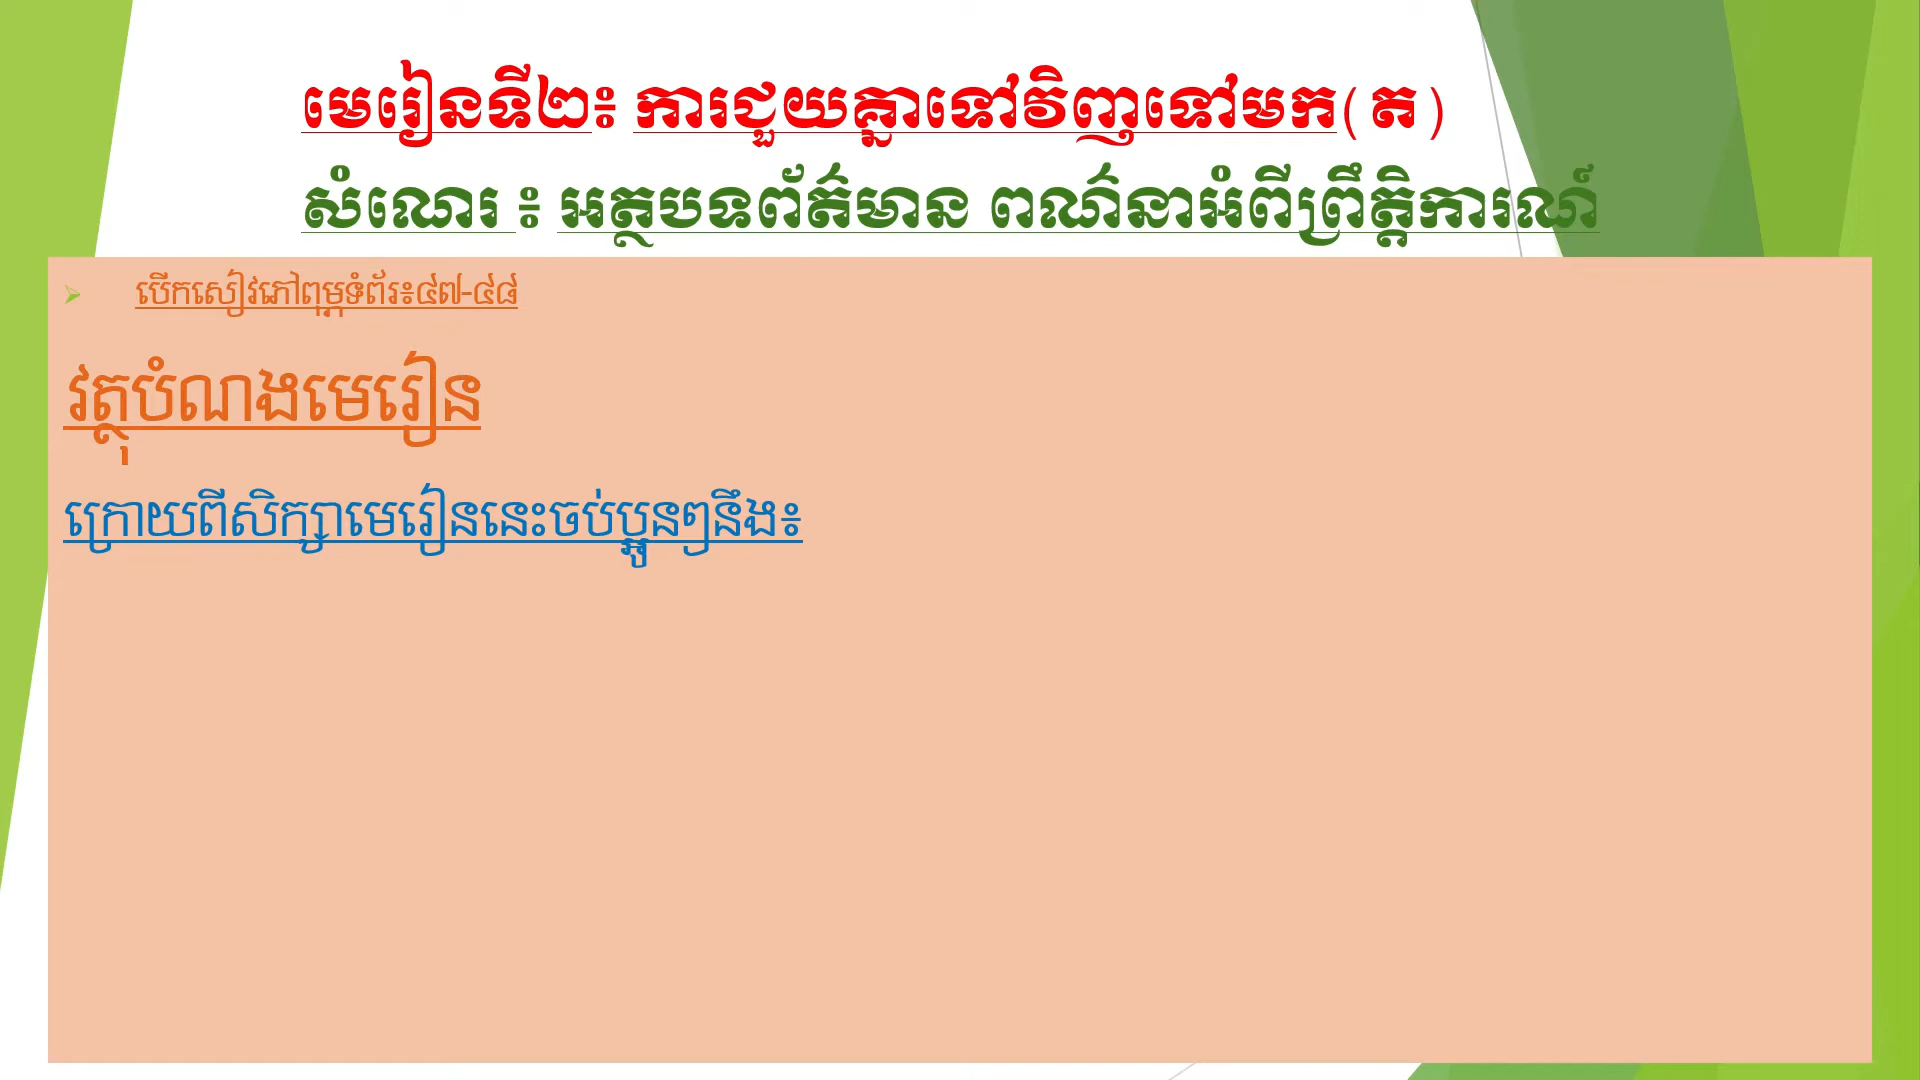 មេរៀនទី២៖ ការជួយគ្នាទៅវិញទៅមក(ត)
សំណេរ ៖ អត្ថបទព័ត៌មាន ពណ៌នាអំពីព្រឹត្តិការណ៍
បើកសៀវភៅពុម្ពទំព័រ៖៤៧-៤៨
វត្ថុបំណងមេរៀន
ក្រោយពីសិក្សាមេរៀននេះចប់ប្អូនៗនឹង៖